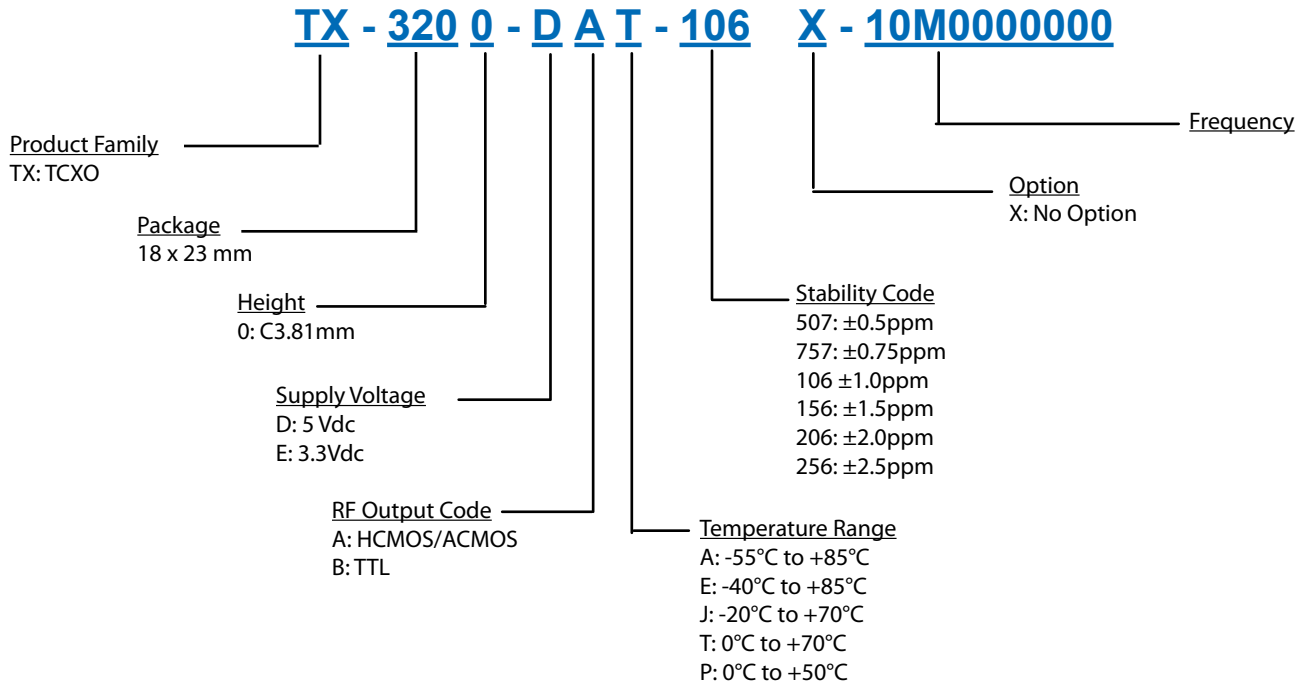 TX - 320 0 - D A T - 106 X - 10M0000000
Frequency
Product Family
TX: TCXO
Option
X: No Option
Package
18 x 23 mm
Height
0: C3.81mm
Stability Code
507: ±0.5ppm
757: ±0.75ppm
106 ±1.0ppm
156: ±1.5ppm
206: ±2.0ppm
256: ±2.5ppm
Supply Voltage
D: 5 Vdc
E: 3.3Vdc
RF Output Code
A: HCMOS/ACMOS
B: TTL
Temperature Range
A: -55°C to +85°C
E: -40°C to +85°C
J: -20°C to +70°C
T: 0°C to +70°C
P: 0°C to +50°C